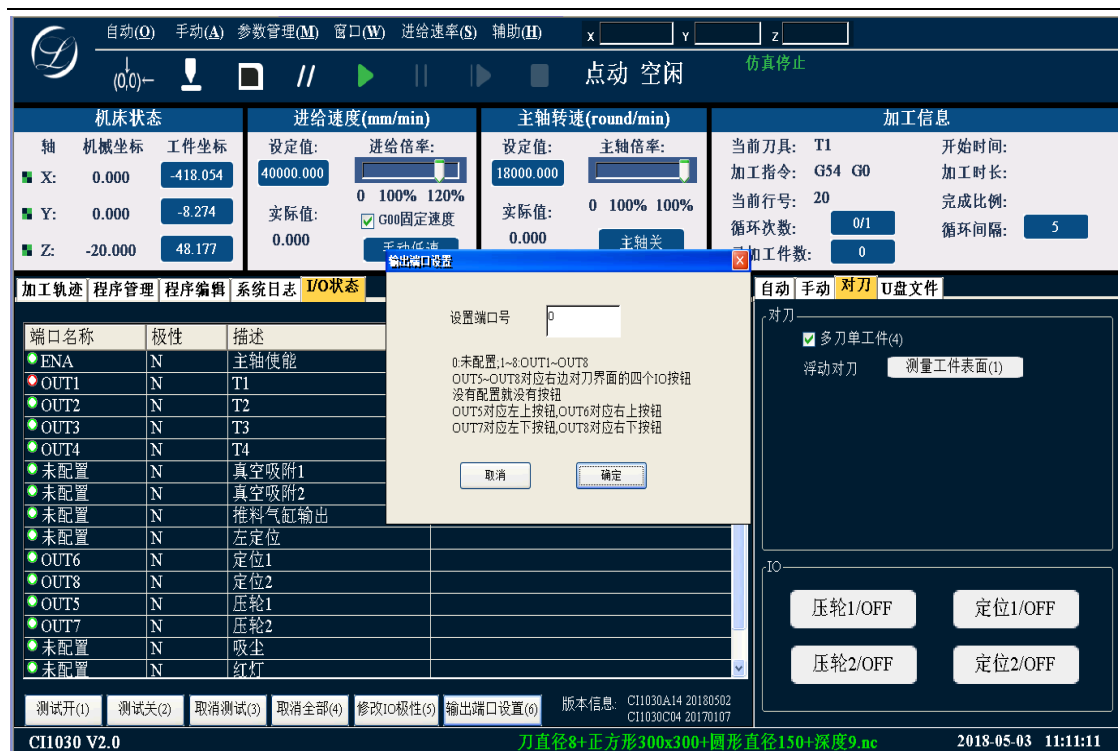 自动(O) 手动(A) 参数管理(M) 窗口(W) 进给速率(S) 辅助(H) X Y Z
(0,0)← 点动 空闲 仿真停止
机床状态 进给速度(mm/min) 主轴转速(round/min) 加工信息
轴 机械坐标 工件坐标 设定值: 进给倍率: 设定值: 主轴倍率: 当前刀具: T1 开始时间:
X: 0.000 -418.054 40000.000 18000.000 加工指令: G54 G0 加工时长:
0 100% 120% 0 100% 100% 当前行号: 20 完成比例:
Y: 0.000 -8.274 实际值: G00固定速度 实际值: 循环次数: 0/1 循环间隔: 5
Z: -20.000 48.177 0.000 手动低速 0.000 主轴关 已加工件数: 0
输出端口设置
加工轨迹 程序管理 程序编辑 系统日志 I/O状态 自动 手动 对刀 U盘文件
设置端口号 0
0:未配置;1~8:OUT1~OUT8
OUT5~OUT8对应右边对刀界面的四个IO按钮
没有配置就没有按钮
OUT5对应左上按钮,OUT6对应右上按钮
OUT7对应左下按钮,OUT8对应右下按钮
取消 确定
端口名称 极性 描述
ENA N 主轴使能
OUT1 N T1
OUT2 N T2
OUT3 N T3
OUT4 N T4
未配置 N 真空吸附1
未配置 N 真空吸附2
未配置 N 推料气缸输出
未配置 N 左定位
OUT6 N 定位1
OUT8 N 定位2
OUT5 N 压轮1
OUT7 N 压轮2
未配置 N 吸尘
未配置 N 红灯
对刀
多刀单工件(4)
浮动对刀 测量工件表面(1)
IO
压轮1/OFF 定位1/OFF
压轮2/OFF 定位2/OFF
测试开(1) 测试关(2) 取消测试(3) 取消全部(4) 修改IO极性(5) 输出端口设置(6) 版本信息: CI1030A14 20180502
CI1030C04 20170107
CI1030 V2.0 刀直径8+正方形300x300+圆形直径150+深度9.nc 2018-05-03 11:11:11